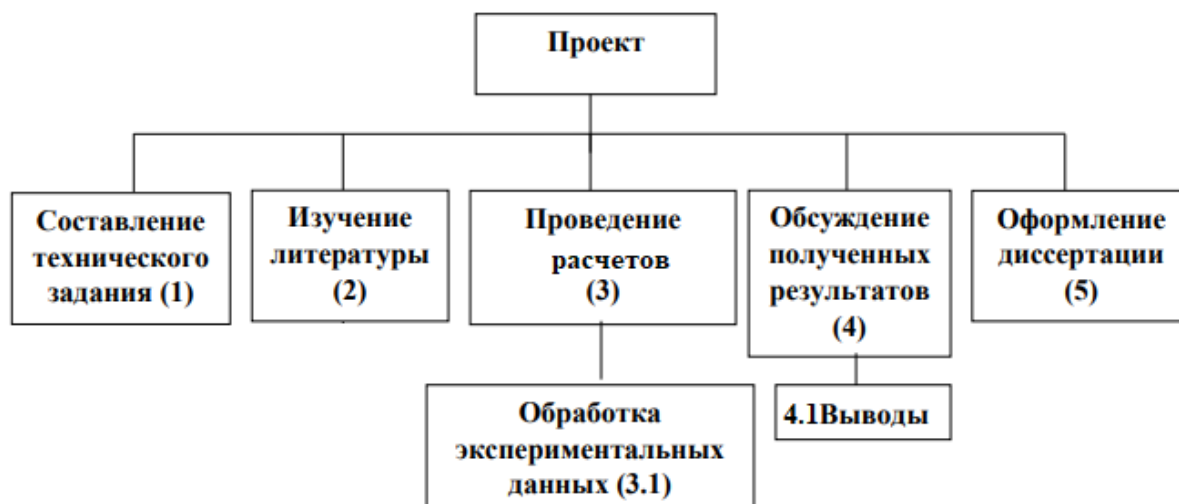 Проект
Составление
технического
задания (1)
Изучение
литературы
(2)
Проведение
расчетов
(3)
Обсуждение
полученных
результатов
(4)
Оформление
диссертации
(5)
Обработка
экспериментальных
данных (3.1)
4.1Выводы